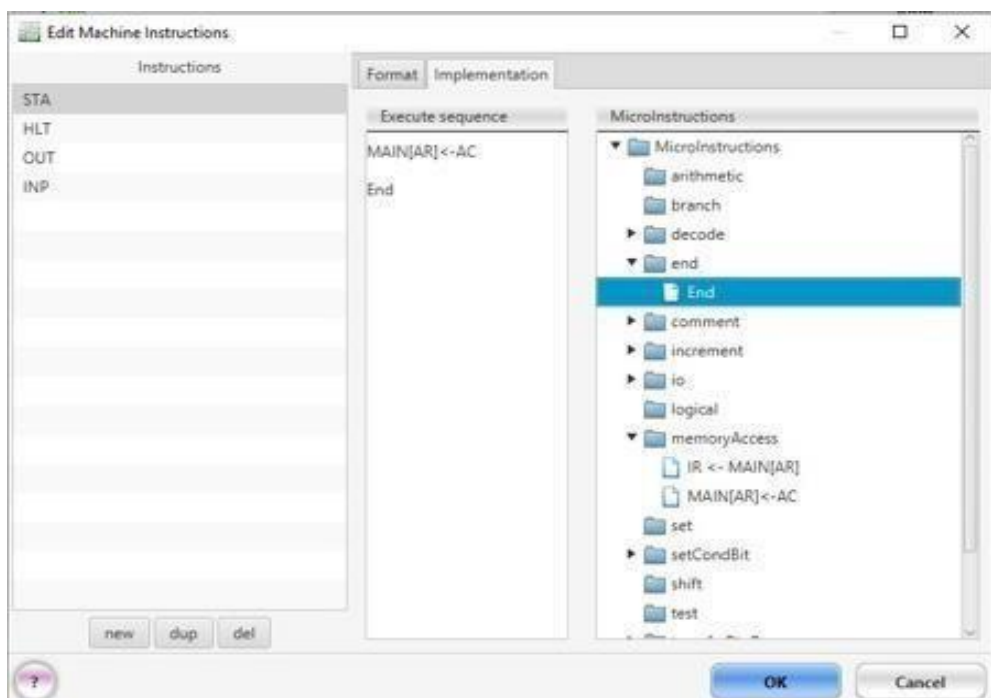 Edit Machine Instructions
Instructions
STA
HLT
OUT
INP
new dup del
Format Implementation
Execute sequence
MAIN[AR]<-AC
End
MicroInstructions
MicroInstructions
arithmetic
branch
decode
end
End
comment
increment
io
logical
memoryAccess
IR <- MAIN[AR]
MAIN[AR]<-AC
set
setCondBit
shift
test
?
OK Cancel